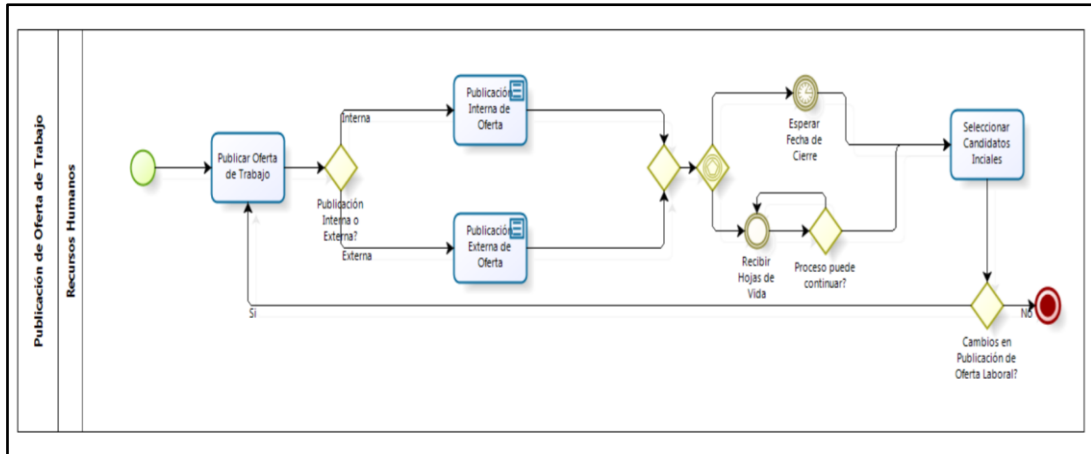 Publicación de Oferta de Trabajo
Recursos Humanos
Publicar Oferta
de Trabajo
Publicación
Interna o
Externa?
Interna
Externa
Publicación
Interna de
Oferta
Publicación
Externa de
Oferta
Esperar
Fecha de
Cierre
Recibir
Hojas de
Vida
Proceso puede
continuar?
Seleccionar
Candidatos
Inciales
Si
No
Cambios en
Publicación de
Oferta Laboral?